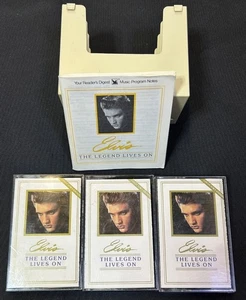 Your Reader's Digest Music Program Notes
Elvis
THE LEGEND LIVES ON
Elvis
THE LEGEND
LIVES ON
Elvis
THE LEGEND
LIVES ON
Elvis
THE LEGEND
LIVES ON